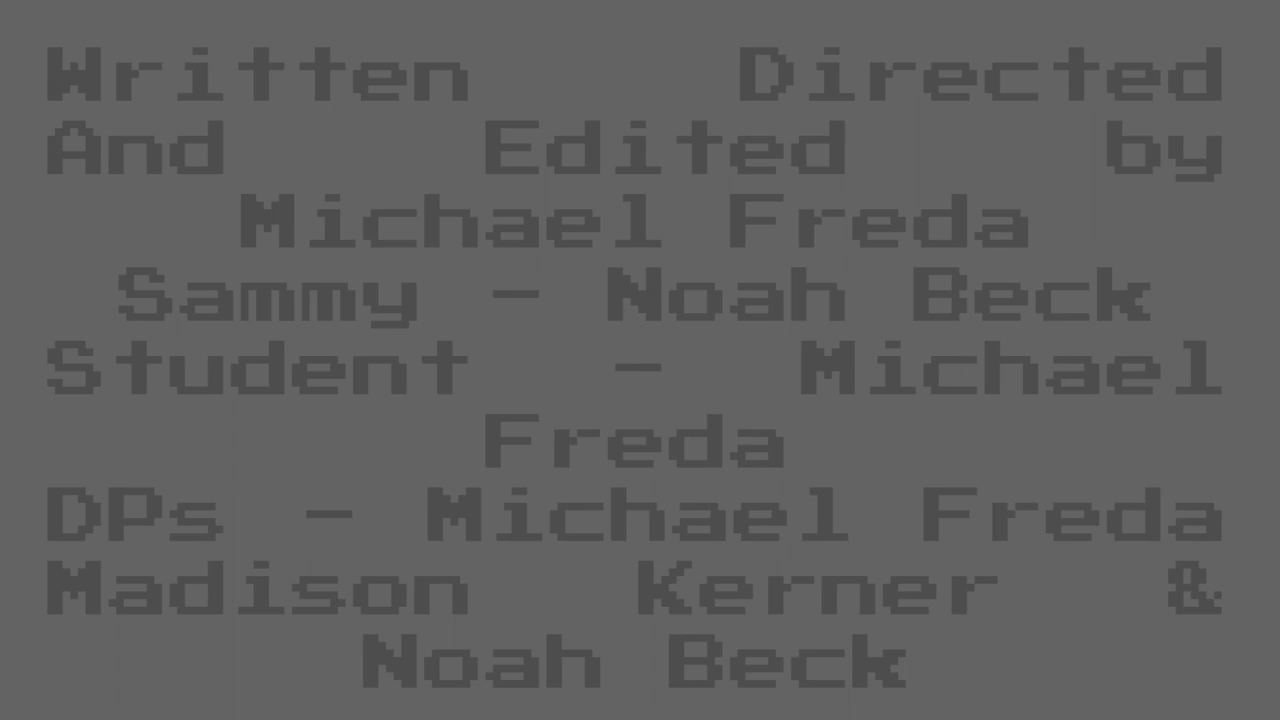 Written Directed
And Edited by
Michael Freda
Sammy - Noah Beck
Student - Michael
Freda
DPs - Michael Freda
Madison Kerner &
Noah Beck